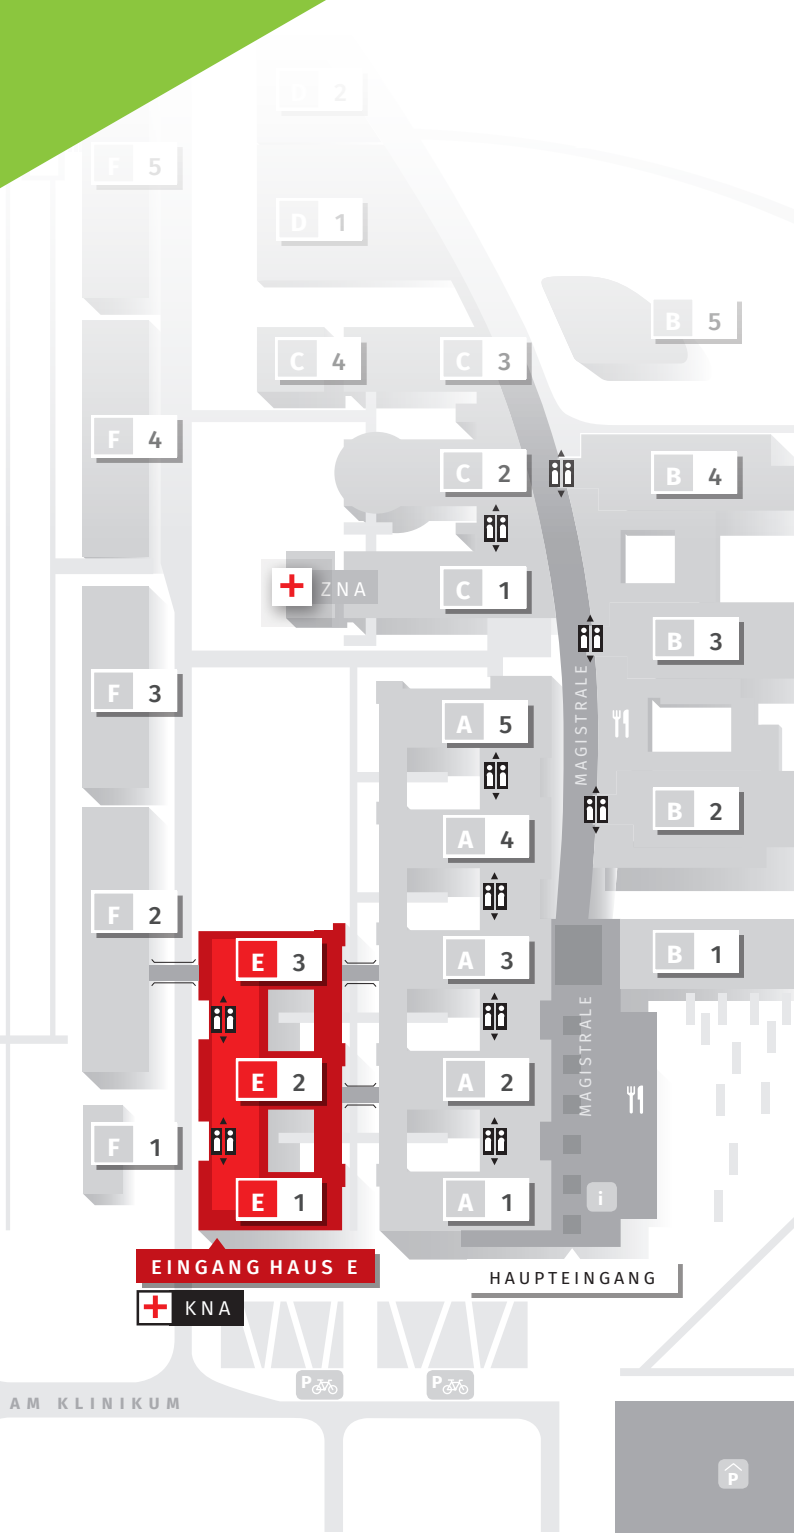 D 2
F 5
D 1
B 5
C 4
C 3
F 4
C 2
B 4
ZNA
C 1
B 3
F 3
MAGISTRALE
A 5
B 2
A 4
F 2
E 3
A 3
B 1
MAGISTRALE
E 2
A 2
F 1
E 1
A 1
i
EINGANG HAUS E
HAUPTEINGANG
KNA
P
P
AM KLINIKUM
P